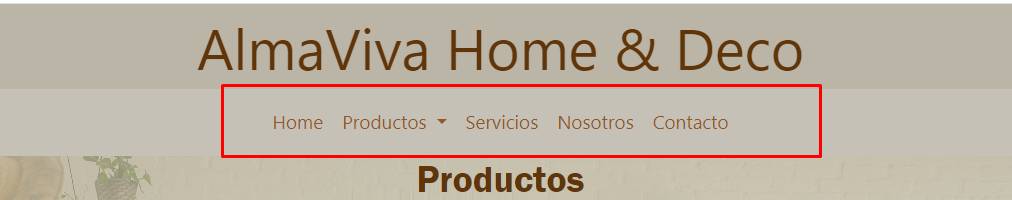 AlmaViva Home & Deco
Home Productos Servicios Nosotros Contacto
Productos